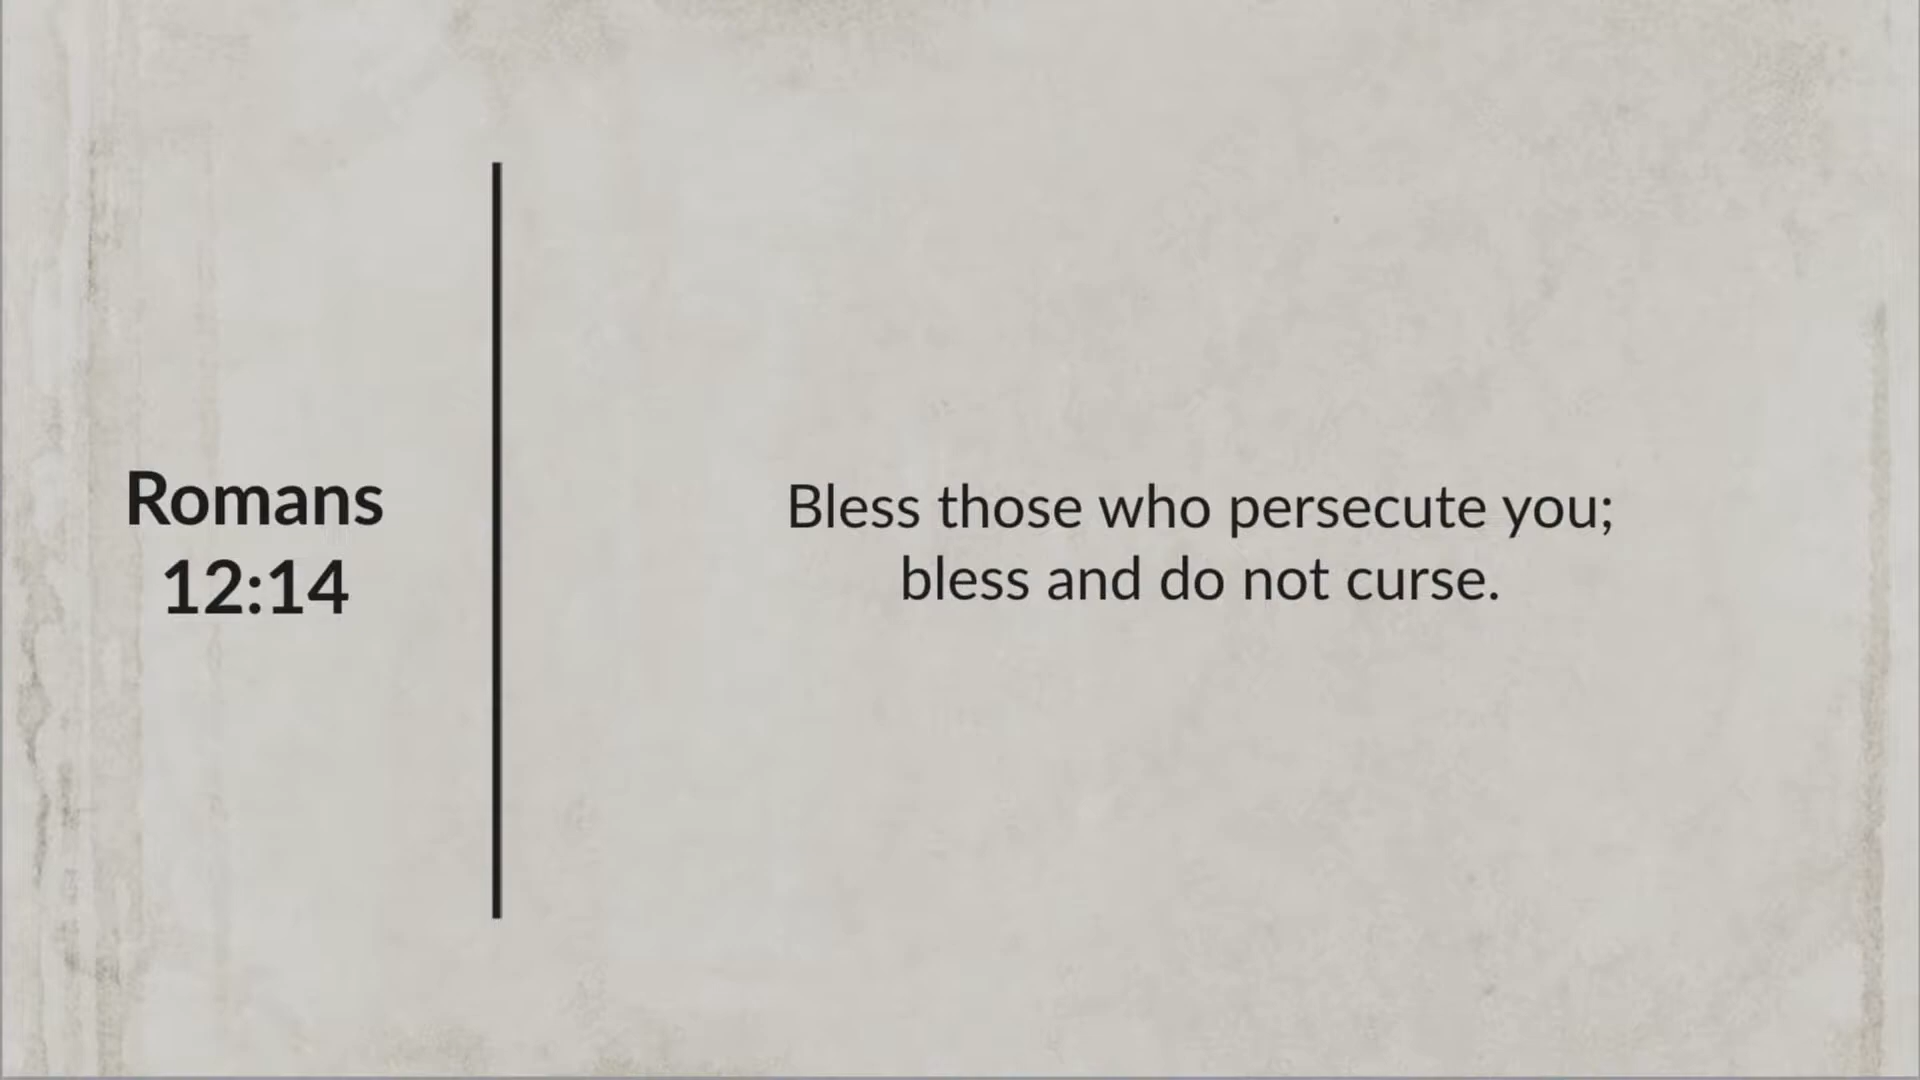 Romans
12:14
Bless those who persecute you;
bless and do not curse.